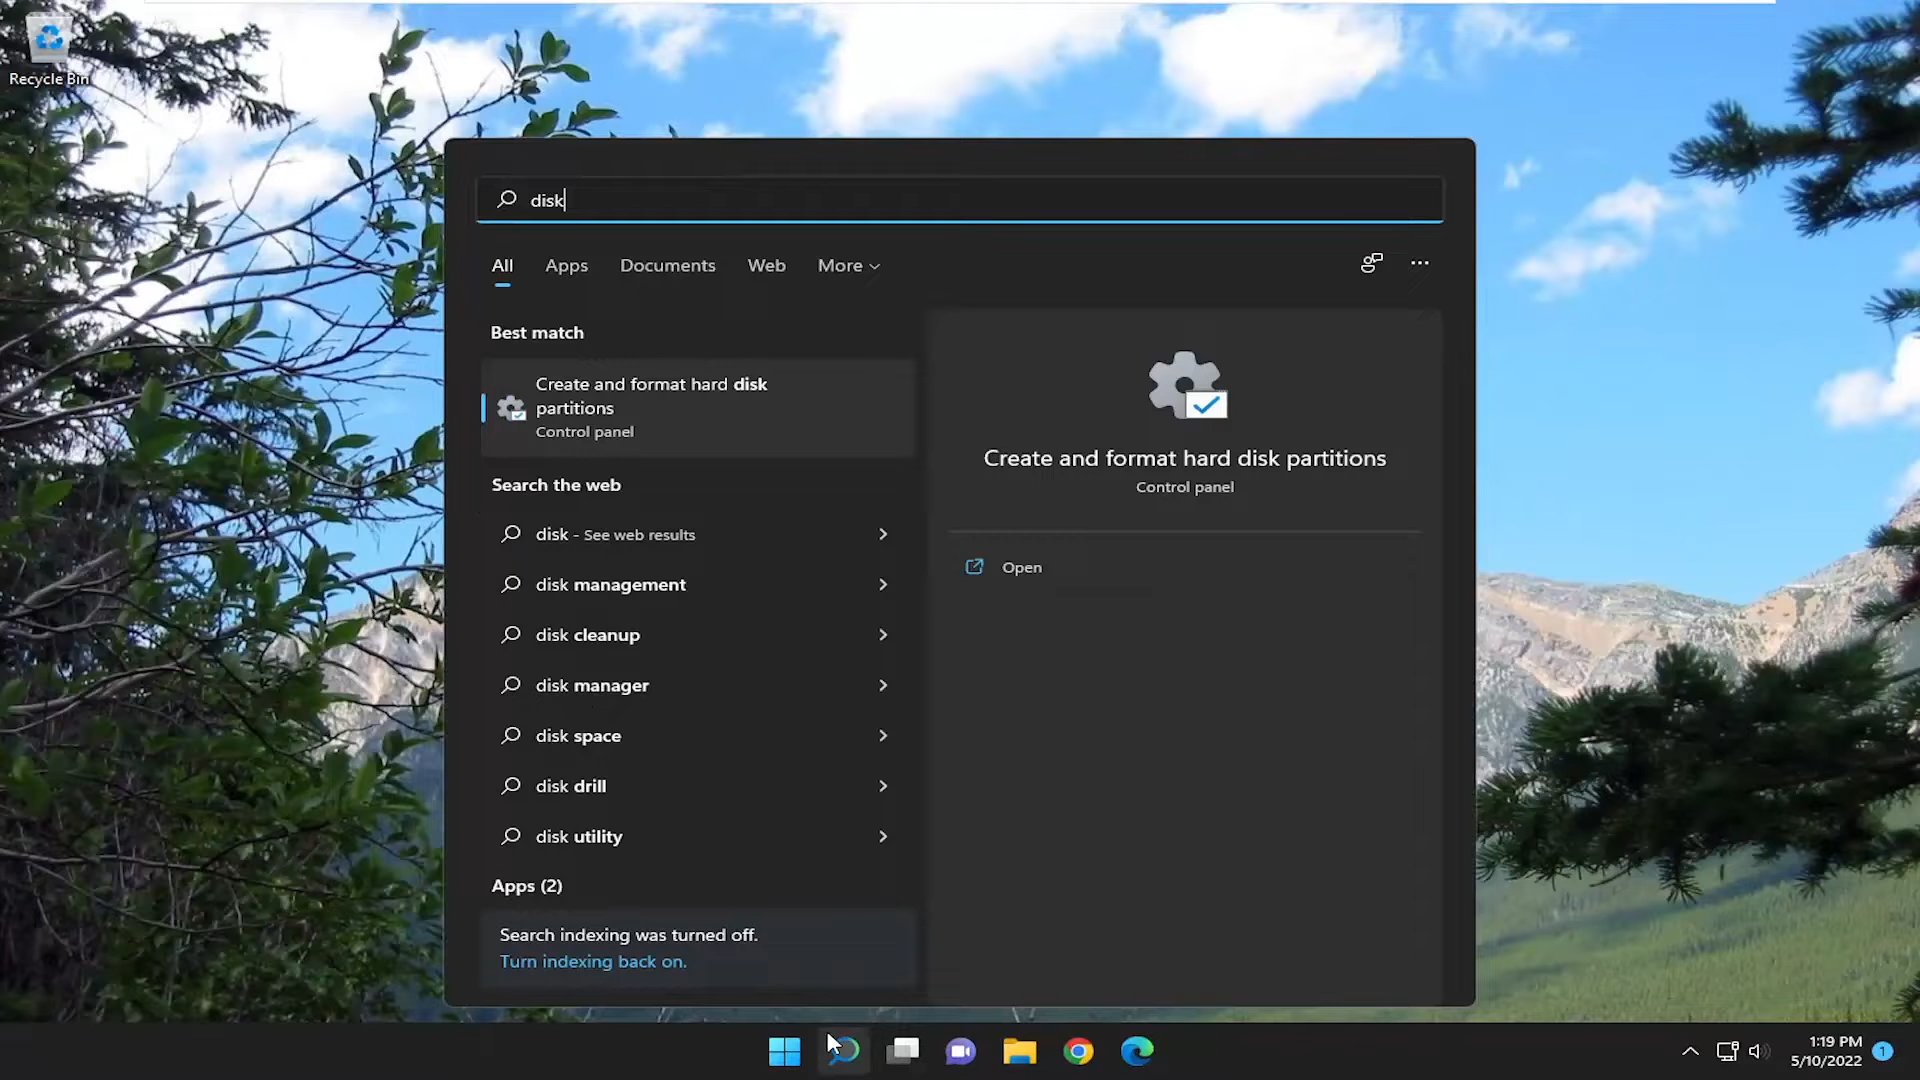 Recycle Bin
disk
All Apps Documents Web More
Best match
Create and format hard disk
partitions
Control panel
Search the web
disk - See web results
disk management
disk cleanup
disk manager
disk space
disk drill
disk utility
Apps (2)
Search indexing was turned off.
Turn indexing back on.
Create and format hard disk partitions
Control panel
Open
1:19 PM
5/10/2022
1